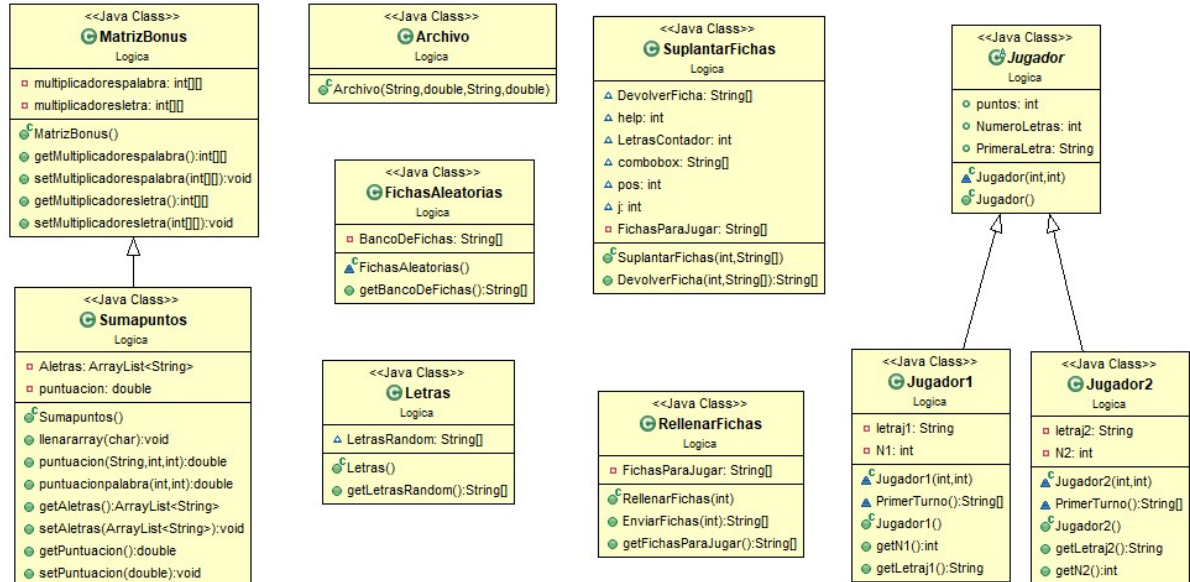 <<Java Class>>
MatrizBonus
Logica
multiplicadorespalabra: int[][]
multiplicadoresletra: int[][]
MatrizBonus()
getMultiplicadorespalabra():int[][]
setMultiplicadorespalabra(int[][]):void
getMultiplicadoresletra():int[][]
setMultiplicadoresletra(int[][]):void
<<Java Class>>
Sumapuntos
Logica
Aletras: ArrayList<String>
puntuacion: double
Sumapuntos()
llenararray(char):void
puntuacion(String,int,int):double
puntuacionpalabra(int,int):double
getAletras():ArrayList<String>
setAletras(ArrayList<String>):void
getPuntuacion():double
setPuntuacion(double):void
<<Java Class>>
Archivo
Logica
Archivo(String,double,String,double)
<<Java Class>>
FichasAleatorias
Logica
BancoDeFichas: String[]
FichasAleatorias()
getBancoDeFichas():String[]
<<Java Class>>
Letras
Logica
LetrasRandom: String[]
Letras()
getLetrasRandom():String[]
<<Java Class>>
SuplantarFichas
Logica
DevolverFicha: String[]
help: int
LetrasContador: int
combobox: String[]
pos: int
j: int
FichasParaJugar: String[]
SuplantarFichas(int,String[])
DevolverFicha(int,String[]):String[]
<<Java Class>>
RellenarFichas
Logica
FichasParaJugar: String[]
RellenarFichas(int)
EnviarFichas(int):String[]
getFichasParaJugar():String[]
<<Java Class>>
Jugador
Logica
puntos: int
NumeroLetras: int
PrimeraLetra: String
Jugador(int,int)
Jugador()
<<Java Class>>
Jugador1
Logica
letraj1: String
N1: int
Jugador1(int,int)
PrimerTurno():String[]
Jugador1()
getN1():int
getLetraj1():String
<<Java Class>>
Jugador2
Logica
letraj2: String
N2: int
Jugador2(int,int)
PrimerTurno():String[]
Jugador2()
getLetraj2():String
getN2():int